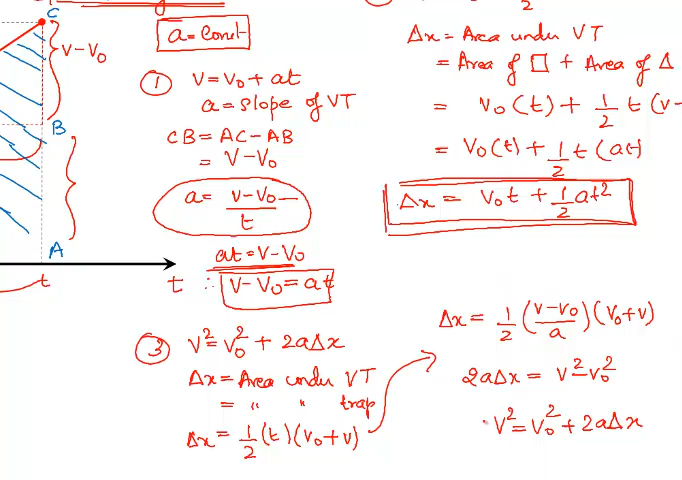 C
V-V₀
B
A
t
t
a = Const
① V = V₀ + at
a = slope of VT
CB = AC - AB
= V - V₀
a = V-V₀ / t
at = V - V₀
∴ V - V₀ = at
③ V² = V₀² + 2aΔx
Δx = Area under VT
= " " trap
Δx = 1/2 (t) (V₀+V)
2
Δx = Area under VT
= Area of □ + Area of Δ
= V₀(t) + 1/2 t (V-
= V₀(t) + 1/2 t (at)
Δx = V₀t + 1/2 at²
Δx = 1/2 (V-V₀ / a) (V₀+V)
2aΔx = V² - V₀²
V² = V₀² + 2aΔx